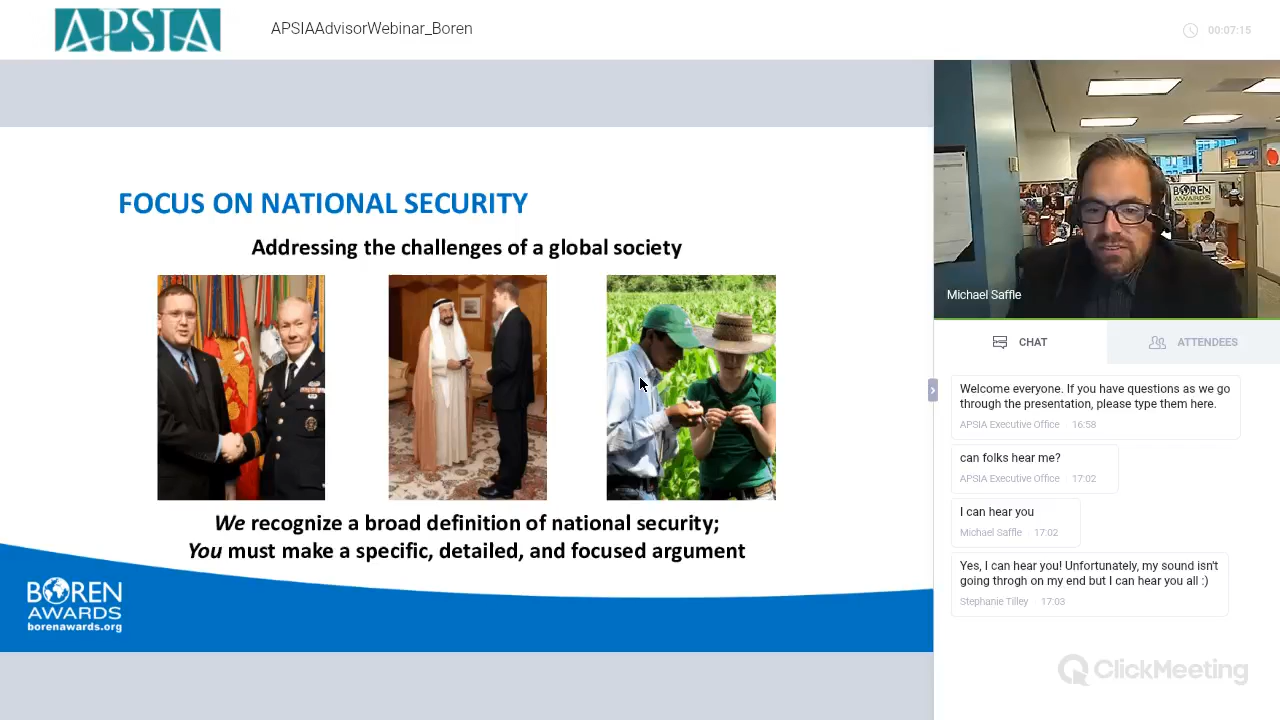 APSIA
APSIAAdvisorWebinar_Boren
00:07:15
FOCUS ON NATIONAL SECURITY
Addressing the challenges of a global society
We recognize a broad definition of national security;
You must make a specific, detailed, and focused argument
BOREN
AWARDS
borenawards.org
BOREN
AWARDS
Michael Saffle
CHAT
ATTENDEES
Welcome everyone. If you have questions as we go
through the presentation, please type them here.
APSIA Executive Office 16:58
can folks hear me?
APSIA Executive Office 17:02
I can hear you
Michael Saffle 17:02
Yes, I can hear you! Unfortunately, my sound isn't
going throgh on my end but I can hear you all :)
Stephanie Tilley 17:03
ClickMeeting